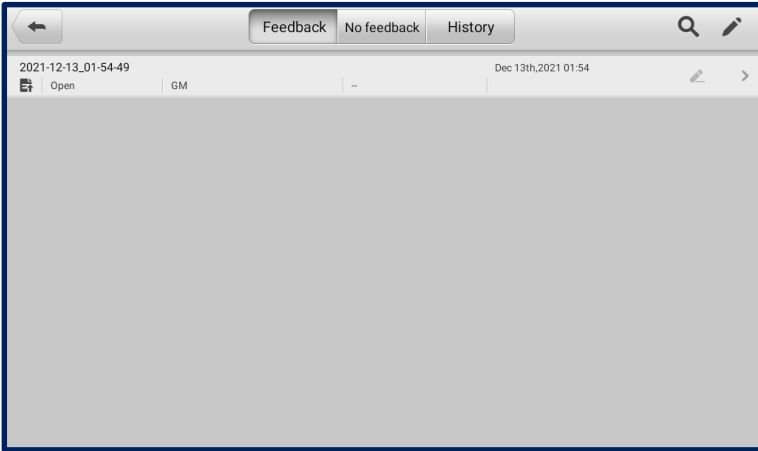 Feedback No feedback History
2021-12-13_01-54-49 Dec 13th,2021 01:54
Open GM --